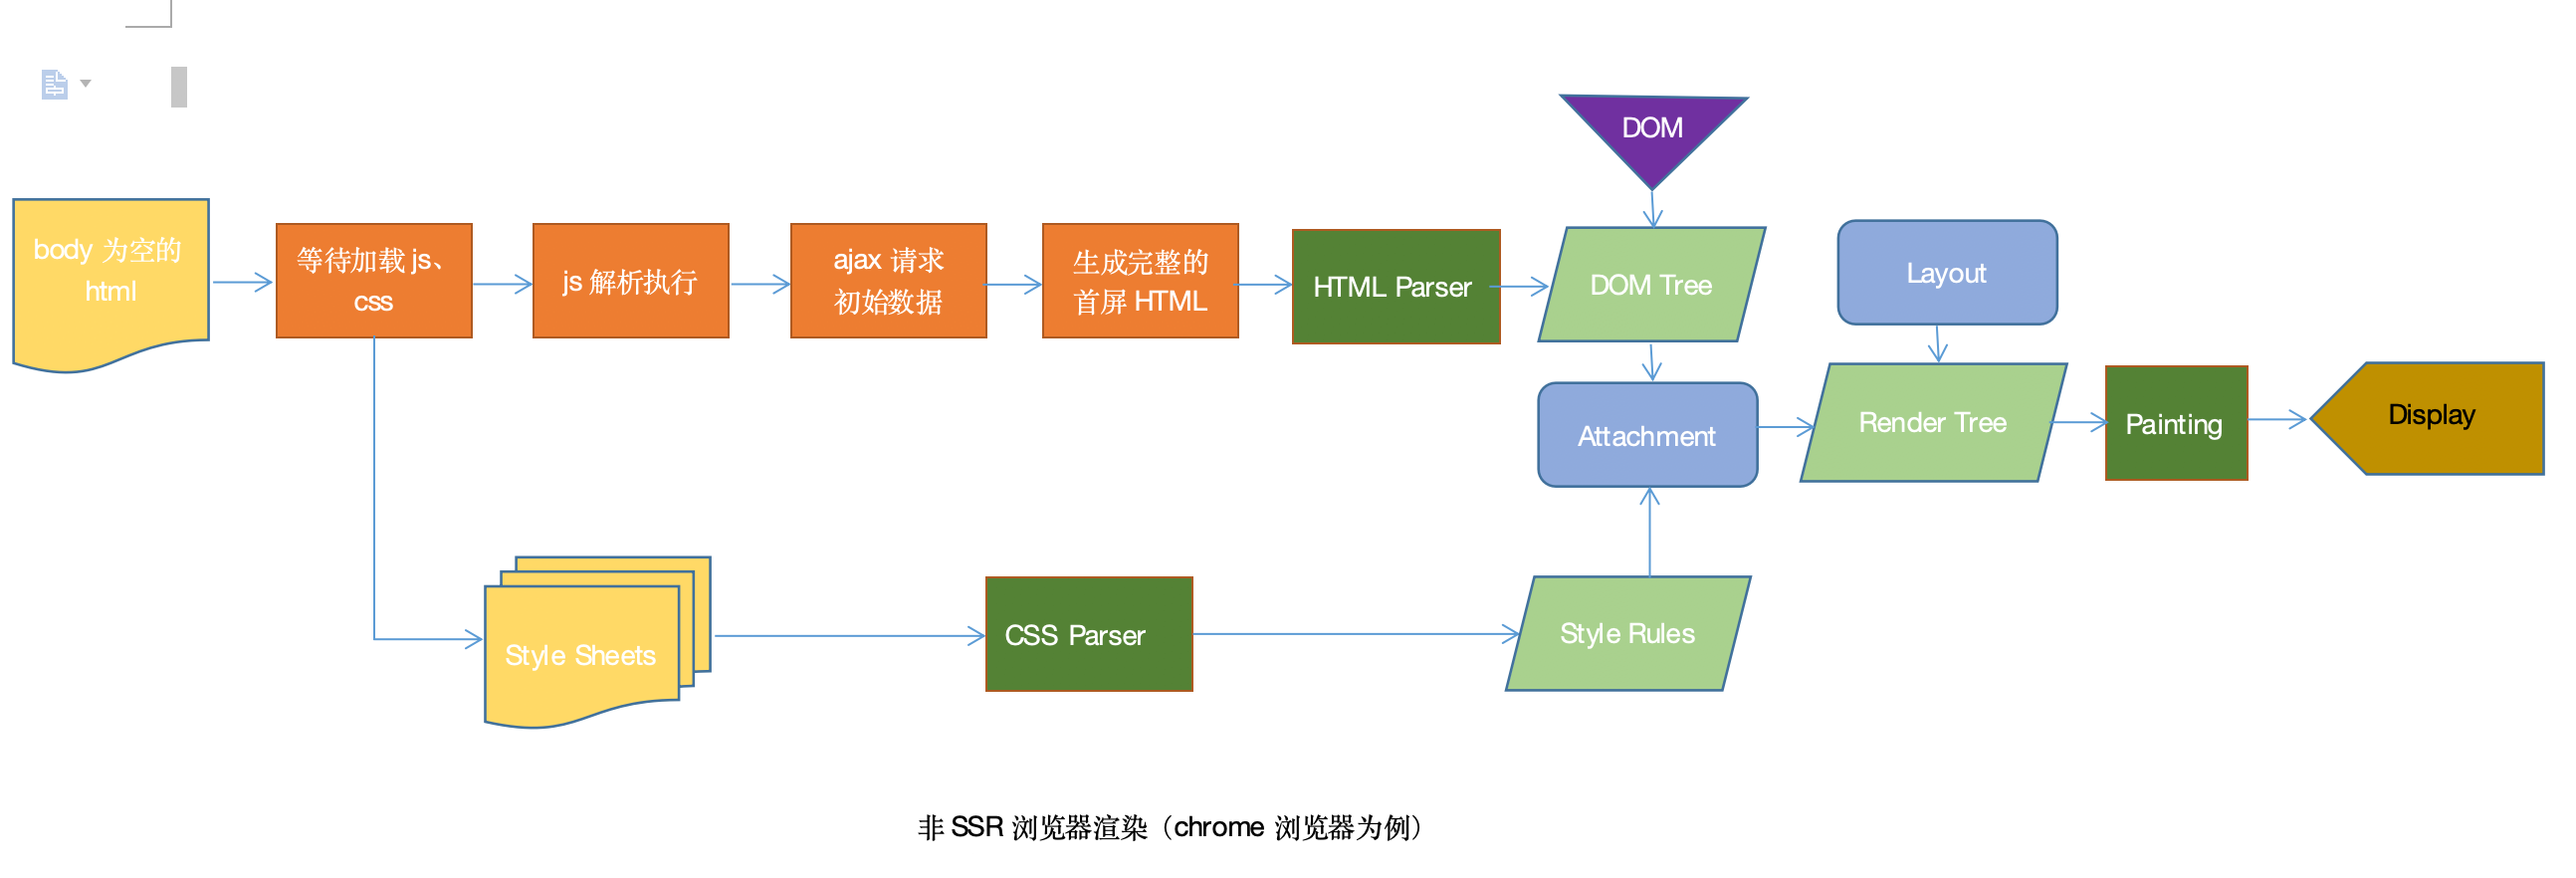 DOM
body 为空的
html
等待加载 js、
css
js 解析执行
ajax 请求
初始数据
生成完整的
首屏 HTML
HTML Parser
DOM Tree
Layout
Attachment
Render Tree
Painting
Display
Style Sheets
CSS Parser
Style Rules
非 SSR 浏览器渲染（chrome 浏览器为例）